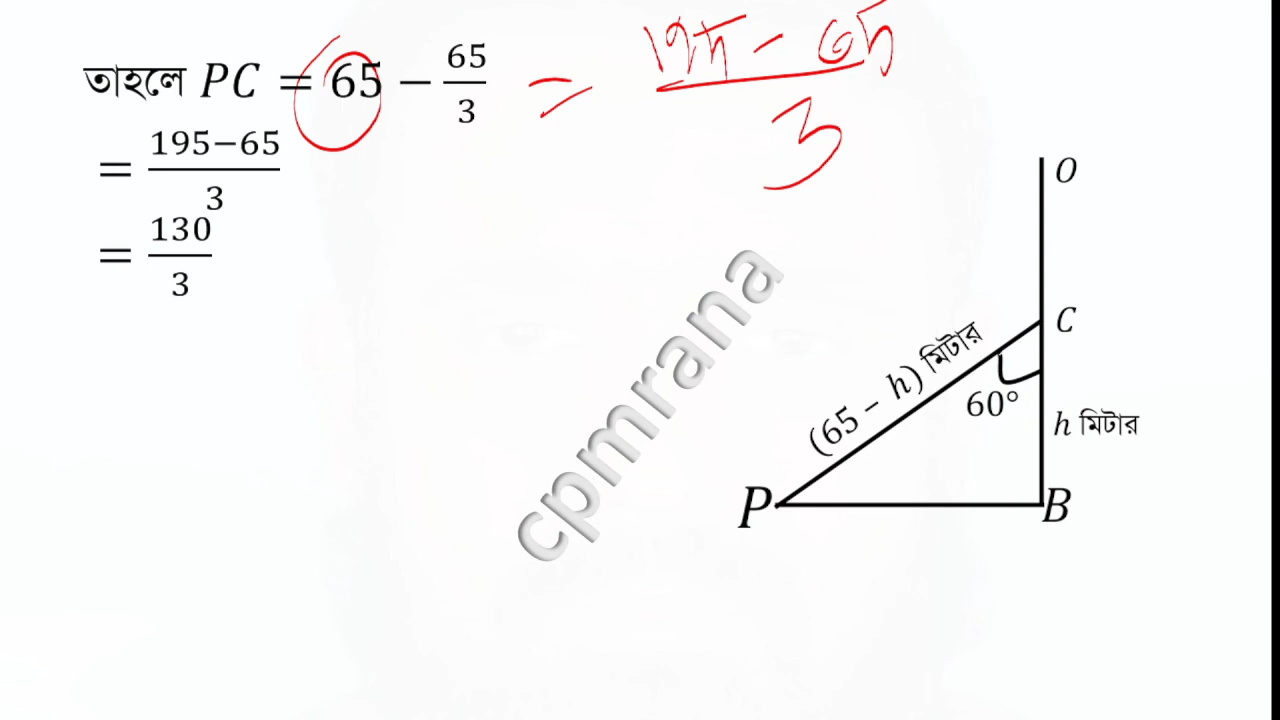 তাহলে PC = 65 − 65/3 = 195 − 65/3
= 195−65/3
= 130/3
O
C
(65 − h) মিটার
60°
h মিটার
P
B
cpmrana